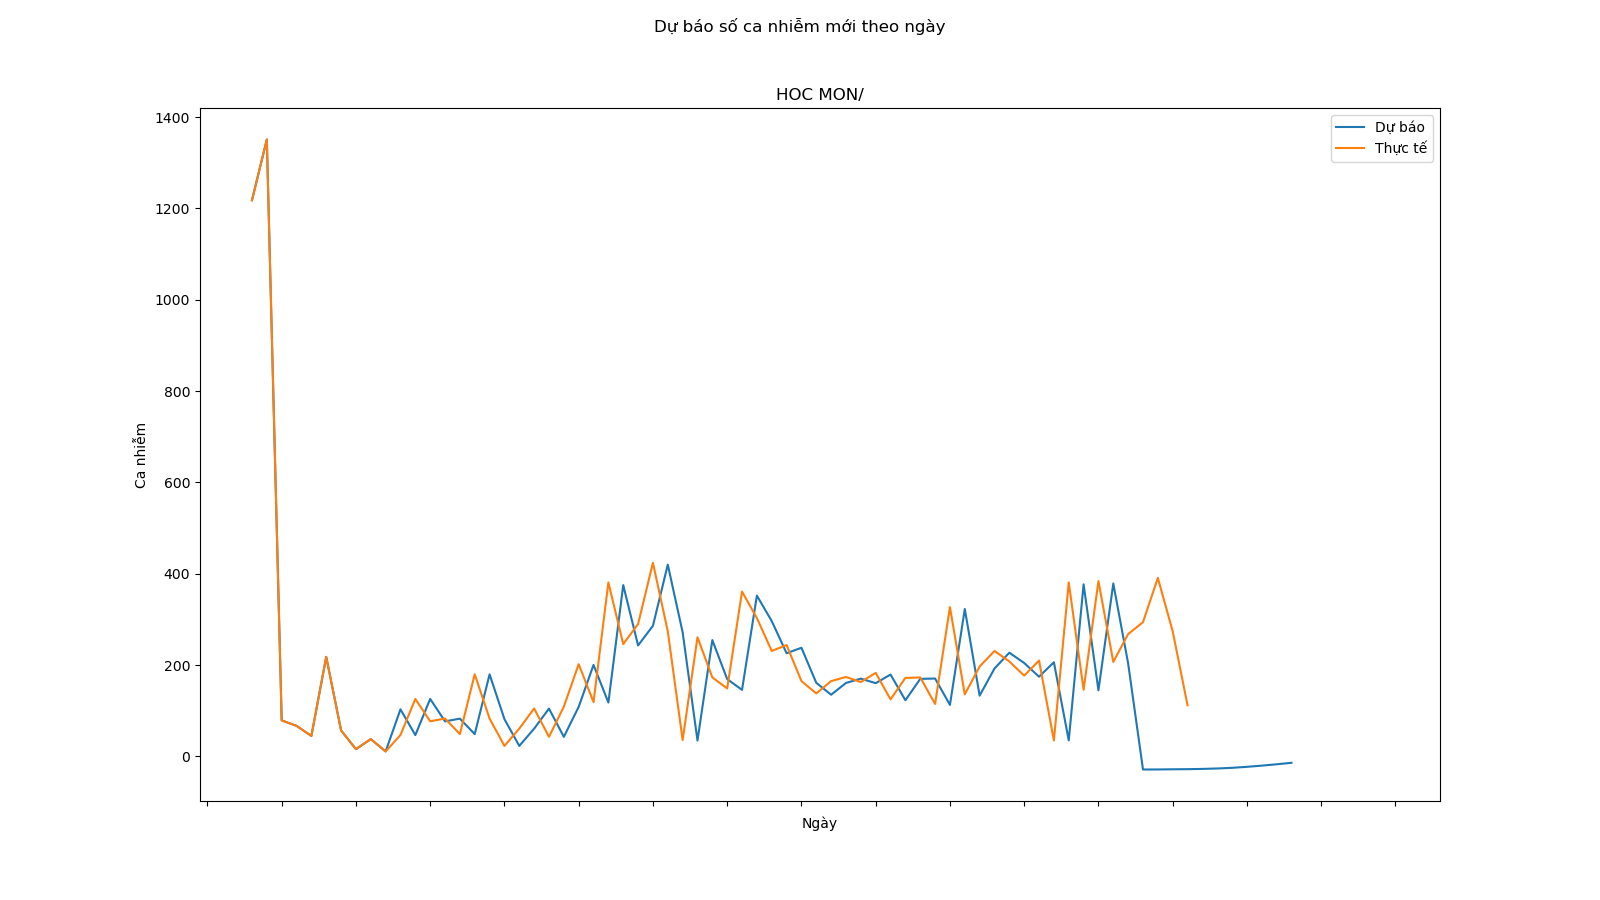 Dự báo số ca nhiễm mới theo ngày
HOC MON/
1400
1200
1000
800
600
400
200
0
Ca nhiễm
Dự báo
Thực tế
Ngày